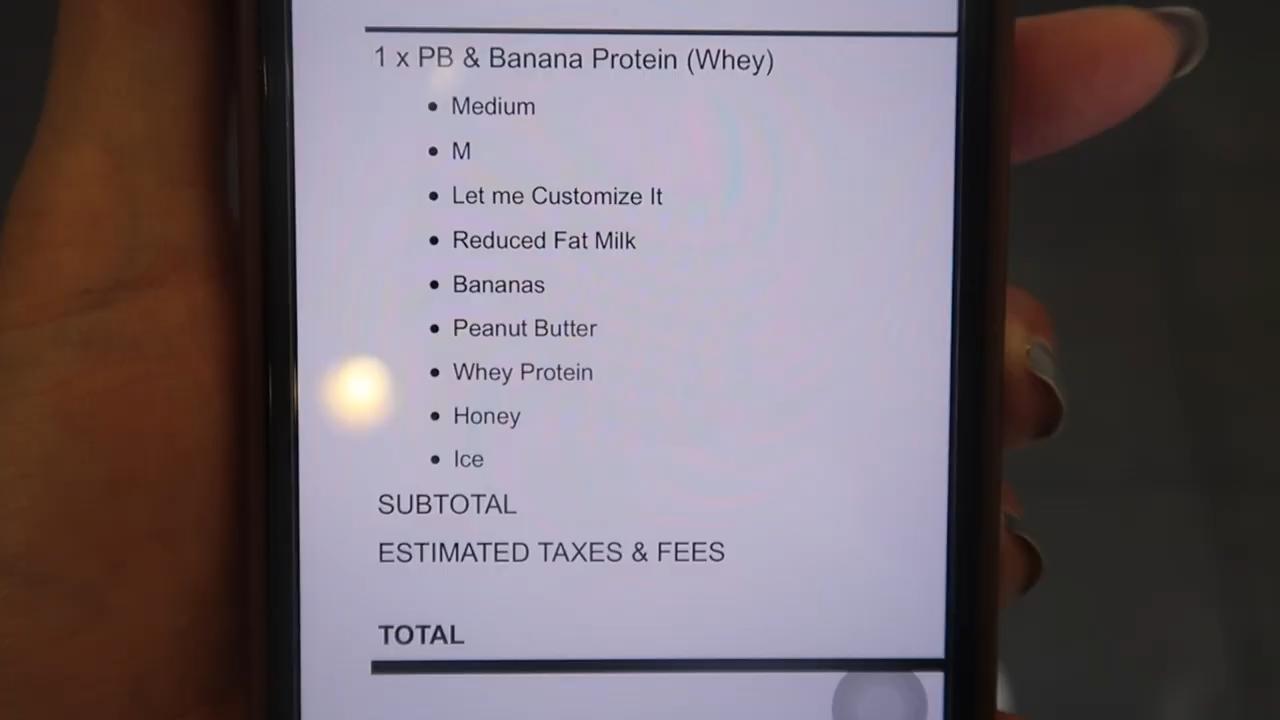 1 x PB & Banana Protein (Whey)
• Medium
• M
• Let me Customize It
• Reduced Fat Milk
• Bananas
• Peanut Butter
• Whey Protein
• Honey
• Ice
SUBTOTAL
ESTIMATED TAXES & FEES
TOTAL